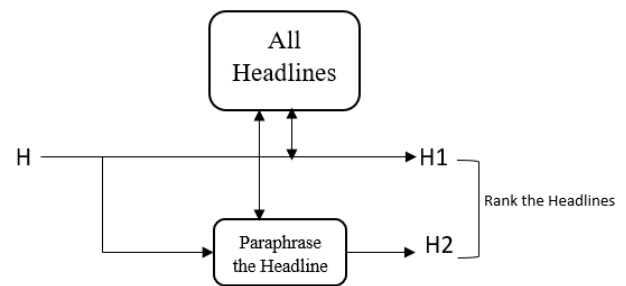 All
Headlines
H
H1
Rank the Headlines
Paraphrase
the Headline
H2